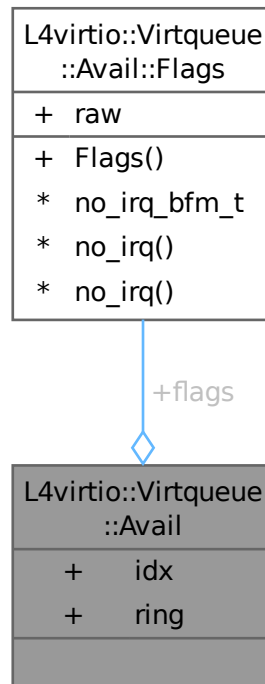 L4virtio::Virtqueue
::Avail::Flags
+ raw
+ Flags()
* no_irq_bfm_t
* no_irq()
* no_irq()
+flags
L4virtio::Virtqueue
::Avail
+ idx
+ ring